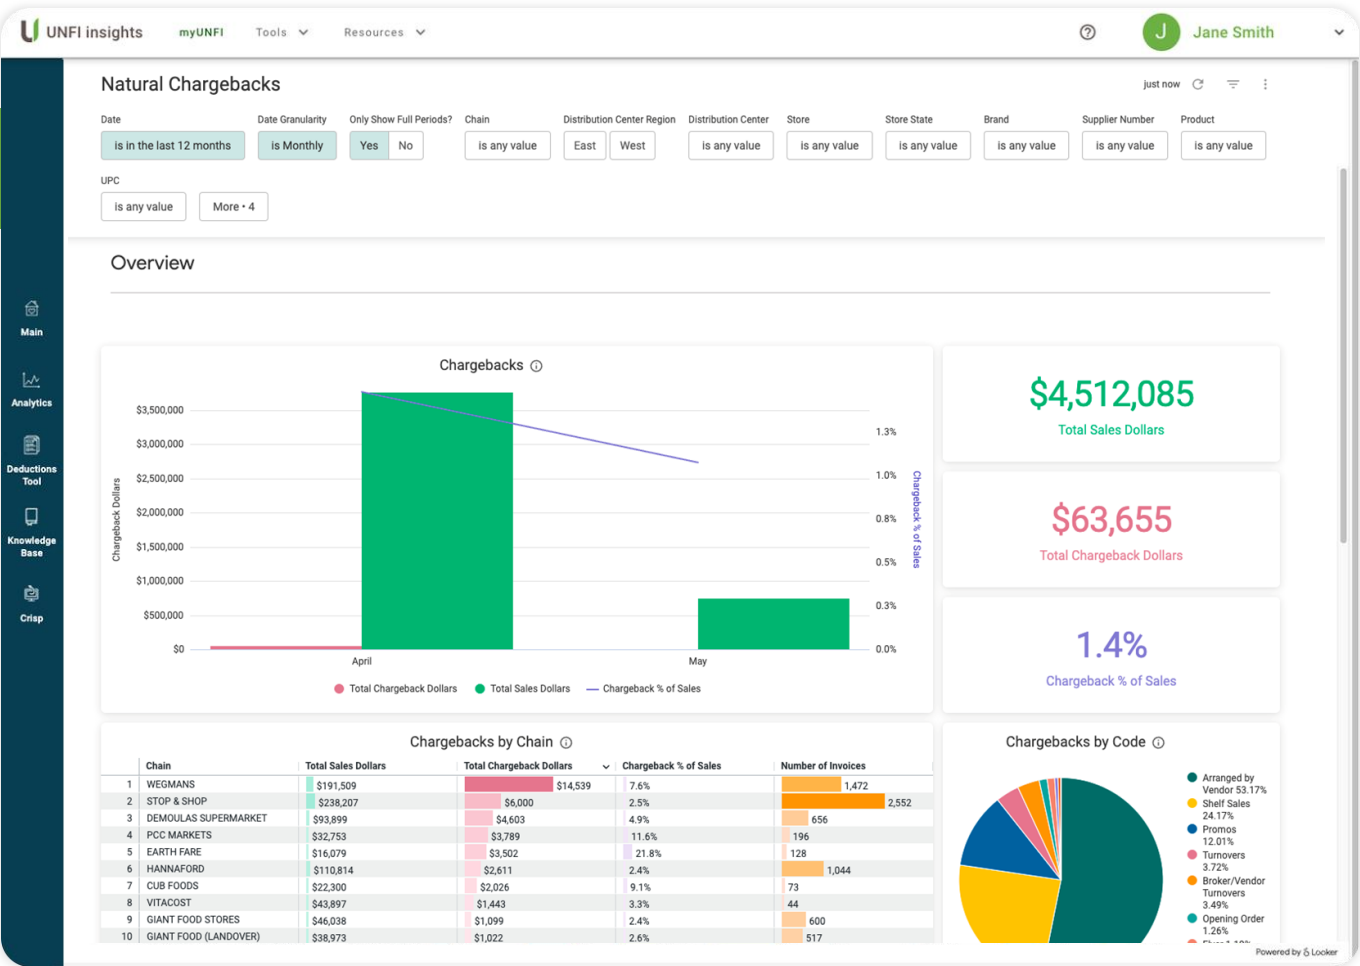 UNFI insights
myUNFI
Tools
Resources
J
Jane Smith
Natural Chargebacks
just now
Date
Date Granularity
Only Show Full Periods?
Chain
Distribution Center Region
Distribution Center
Store
Store State
Brand
Supplier Number
Product
is in the last 12 months
is Monthly
Yes
No
is any value
East
West
is any value
is any value
is any value
is any value
is any value
is any value
UPC
is any value
More • 4
Main
Analytics
Deductions
Tool
Knowledge
Base
Crisp
Overview
Chargebacks
Chargeback Dollars
$3,500,000
$3,000,000
$2,500,000
$2,000,000
$1,500,000
$1,000,000
$500,000
$0
1.3%
1.0%
0.8%
0.5%
0.3%
0.0%
Chargeback % of Sales
April
May
Total Chargeback Dollars
Total Sales Dollars
Chargeback % of Sales
$4,512,085
Total Sales Dollars
$63,655
Total Chargeback Dollars
1.4%
Chargeback % of Sales
Chargebacks by Chain
Chain Total Sales Dollars Total Chargeback Dollars Chargeback % of Sales Number of Invoices
1 WEGMANS $191,509 $14,539 7.6% 1,472
2 STOP & SHOP $238,207 $6,000 2.5% 2,552
3 DEMOULAS SUPERMARKET $93,899 $4,603 4.9% 656
4 PCC MARKETS $32,753 $3,789 11.6% 196
5 EARTH FARE $16,079 $3,502 21.8% 128
6 HANNAFORD $110,814 $2,611 2.4% 1,044
7 CUB FOODS $22,300 $2,026 9.1% 73
8 VITACOST $43,897 $1,443 3.3% 44
9 GIANT FOOD STORES $46,038 $1,099 2.4% 600
10 GIANT FOOD (LANDOVER) $38,973 $1,022 2.6% 517
Chargebacks by Code
Arranged by
Vendor 53.17%
Shelf Sales
24.17%
Promos
12.01%
Turnovers
3.72%
Broker/Vendor
Turnovers
3.49%
Opening Order
1.26%
Powered by Looker